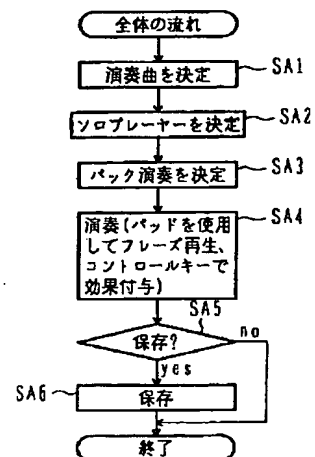 全体の流れ
演奏曲を決定
SA1
ソロプレーヤーを決定
SA2
バック演奏を決定
SA3
演奏(パッドを使用
してフレーズ再生、
コントロールキーで
効果付与)
SA4
保存?
SA5
no
yes
保存
SA6
終了